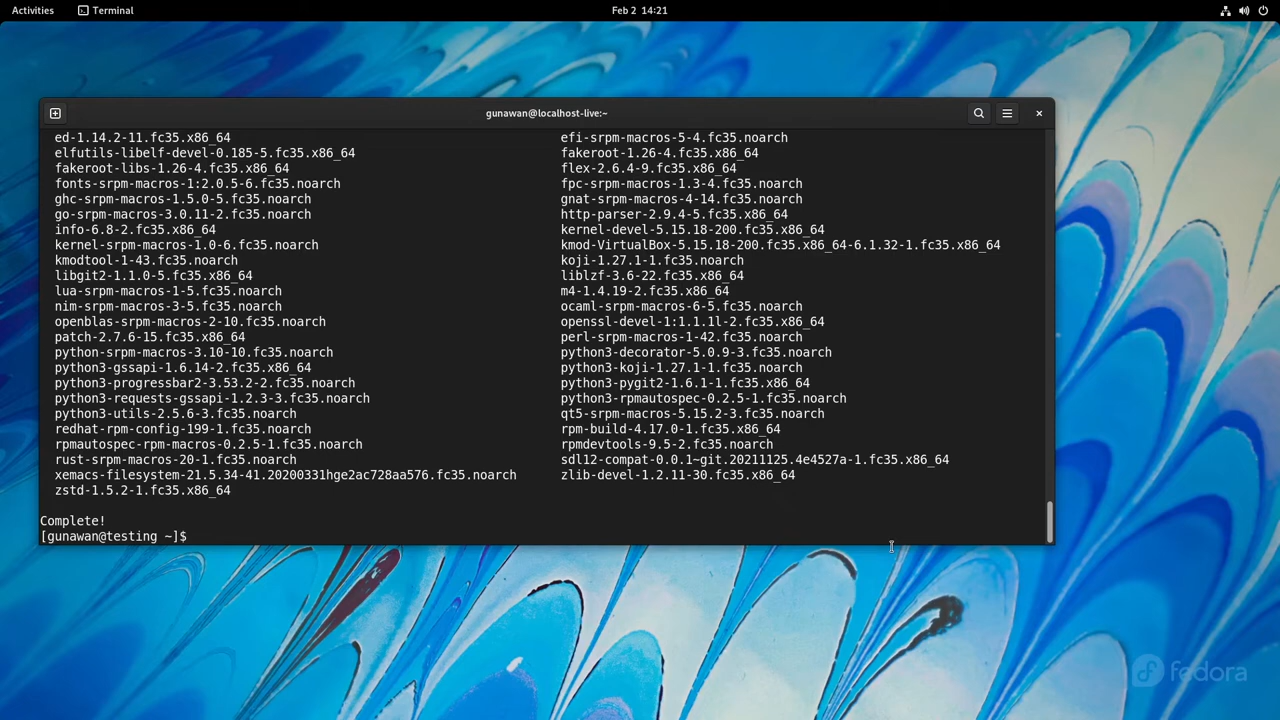 Activities Terminal Feb 2 14:21
gunawan@localhost-live:~
ed-1.14.2-11.fc35.x86_64 efi-srpm-macros-5-4.fc35.noarch
elfutils-libelf-devel-0.185-5.fc35.x86_64 fakeroot-1.26-4.fc35.x86_64
fakeroot-libs-1.26-4.fc35.x86_64 flex-2.6.4-9.fc35.x86_64
fonts-srpm-macros-1:2.0.5-6.fc35.noarch fpc-srpm-macros-1.3-4.fc35.noarch
ghc-srpm-macros-1.5.0-5.fc35.noarch gnat-srpm-macros-4-14.fc35.noarch
go-srpm-macros-3.0.11-2.fc35.noarch http-parser-2.9.4-5.fc35.x86_64
info-6.8-2.fc35.x86_64 kernel-devel-5.15.18-200.fc35.x86_64
kernel-srpm-macros-1.0-6.fc35.noarch kmod-VirtualBox-5.15.18-200.fc35.x86_64-6.1.32-1.fc35.x86_64
kmodtool-1-43.fc35.noarch koji-1.27.1-1.fc35.noarch
libgit2-1.1.0-5.fc35.x86_64 liblzf-3.6-22.fc35.x86_64
lua-srpm-macros-1-5.fc35.noarch m4-1.4.19-2.fc35.x86_64
nim-srpm-macros-3-5.fc35.noarch ocaml-srpm-macros-6-5.fc35.noarch
openblas-srpm-macros-2-10.fc35.noarch openssl-devel-1:1.1.1l-2.fc35.x86_64
patch-2.7.6-15.fc35.x86_64 perl-srpm-macros-1-42.fc35.noarch
python-srpm-macros-3.10-10.fc35.noarch python3-decorator-5.0.9-3.fc35.noarch
python3-gssapi-1.6.14-2.fc35.x86_64 python3-koji-1.27.1-1.fc35.noarch
python3-progressbar2-3.53.2-2.fc35.noarch python3-pygit2-1.6.1-1.fc35.x86_64
python3-requests-gssapi-1.2.3-3.fc35.noarch python3-rpmautospec-0.2.5-1.fc35.noarch
python3-utils-2.5.6-3.fc35.noarch qt5-srpm-macros-5.15.2-3.fc35.noarch
redhat-rpm-config-199-1.fc35.noarch rpm-build-4.17.0-1.fc35.x86_64
rpmautospec-rpm-macros-0.2.5-1.fc35.noarch rpmdevtools-9.5-2.fc35.noarch
rust-srpm-macros-20-1.fc35.noarch sdl12-compat-0.0.1~git.20211125.4e4527a-1.fc35.x86_64
xemacs-filesystem-21.5.34-41.20200331hge2ac728aa576.fc35.noarch zlib-devel-1.2.11-30.fc35.x86_64
zstd-1.5.2-1.fc35.x86_64
Complete!
[gunawan@testing ~]$
fedora